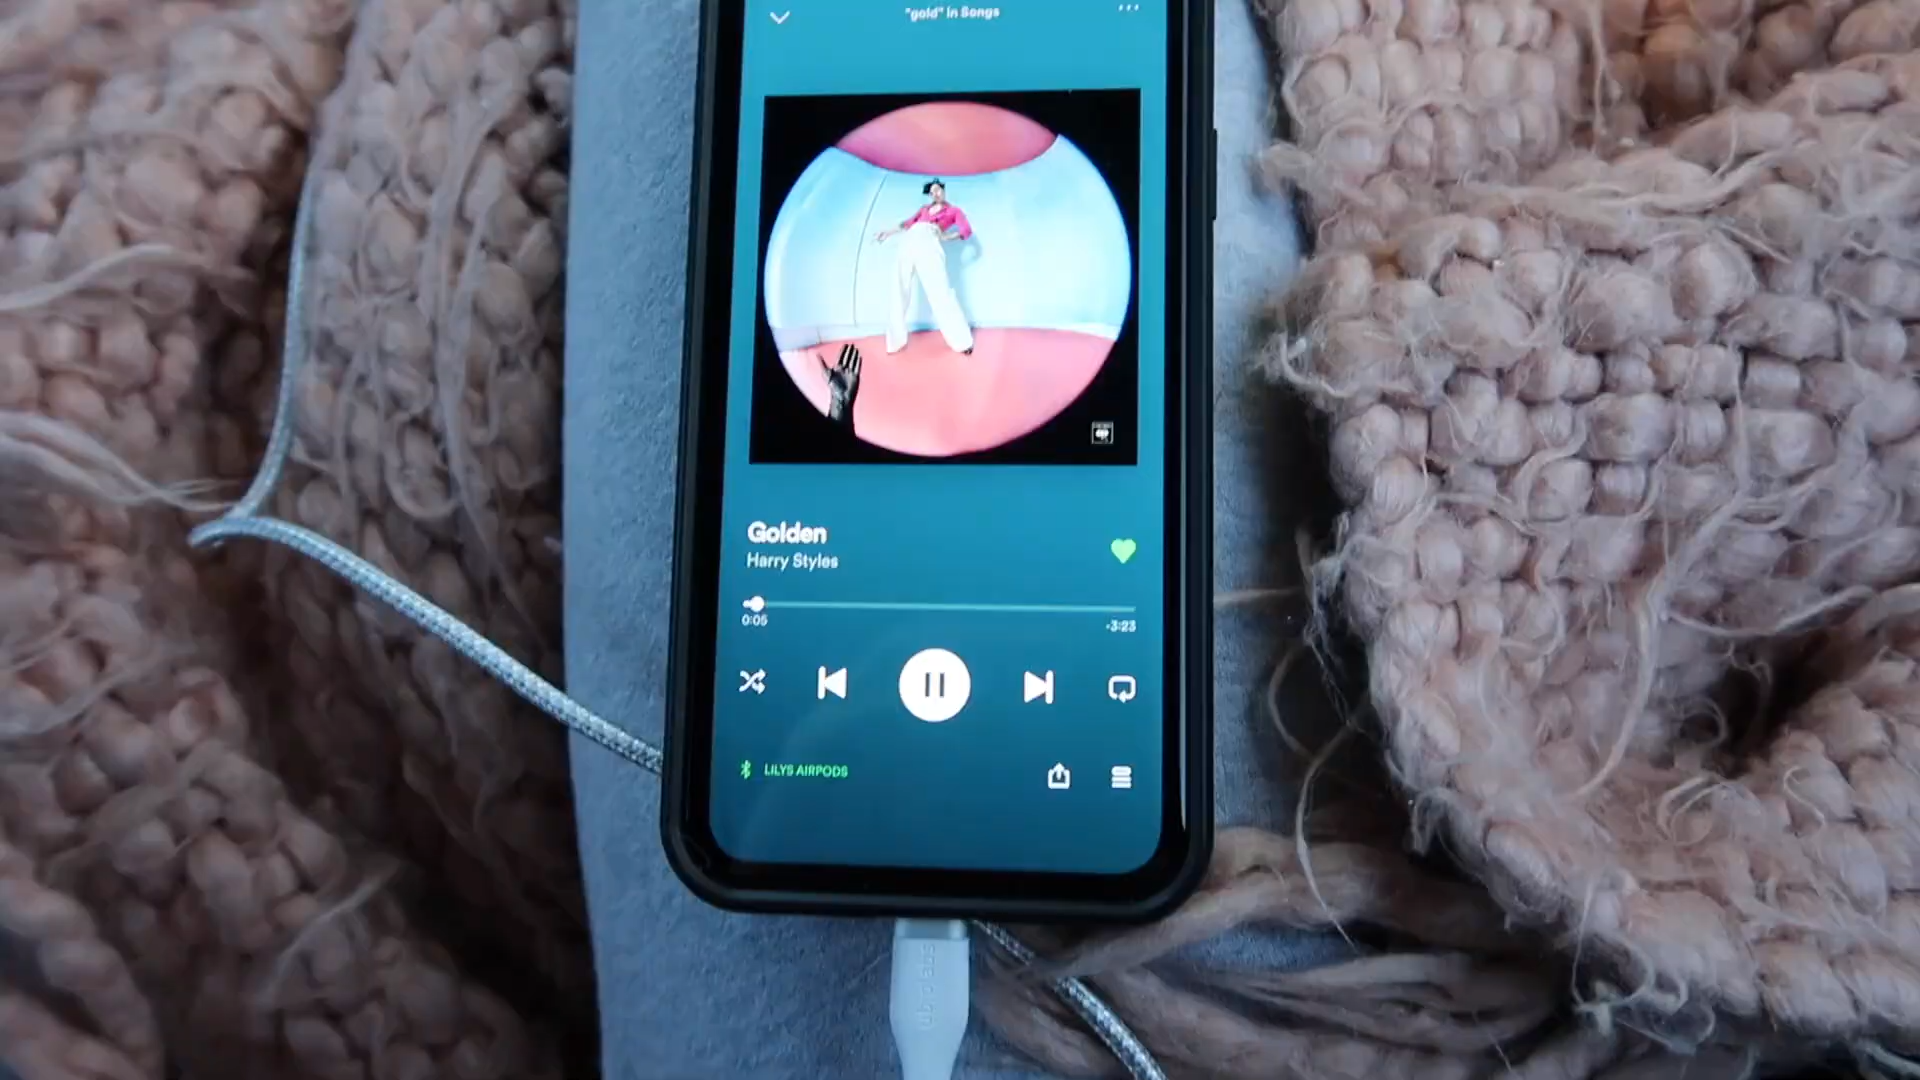 "gold" in Songs
Golden
Harry Styles
0:05
-3:23
LILYS AIRPODS